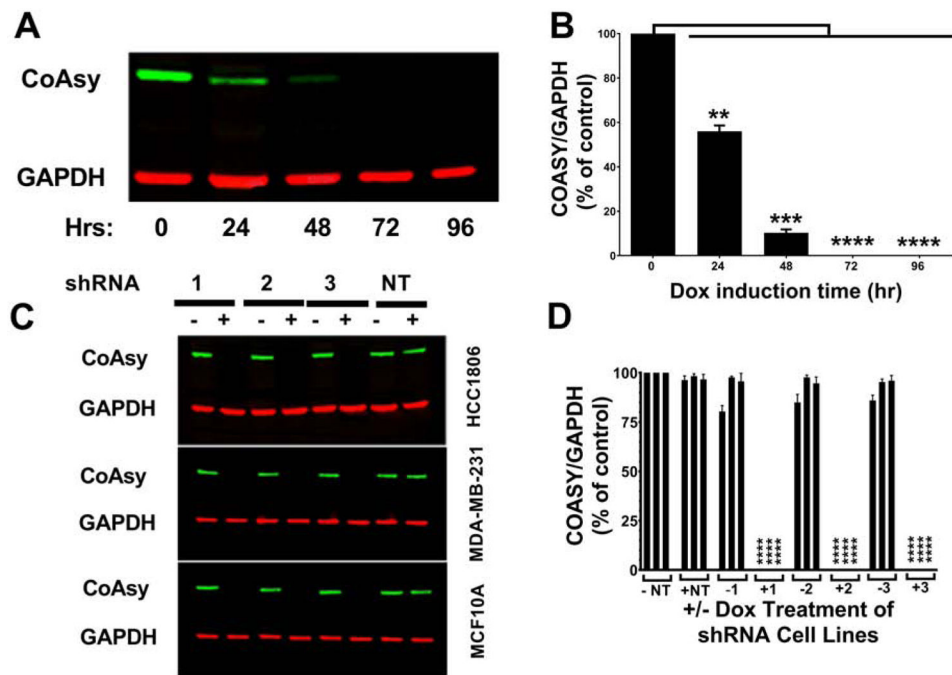 A
CoAsy
GAPDH
Hrs: 0 24 48 72 96
B
COASY/GAPDH
(% of control)
100
80
60
40
20
0
**
***
****
****
0 24 48 72 96
Dox induction time (hr)
C
shRNA 1 2 3 NT
- + - + - + - +
CoAsy
GAPDH
HCC1806
CoAsy
GAPDH
MDA-MB-231
CoAsy
GAPDH
MCF10A
D
COASY/GAPDH
(% of control)
100
75
50
25
0
****
****
****
****
****
****
****
****
****
- NT +NT -1 +1 -2 +2 -3 +3
+/- Dox Treatment of
shRNA Cell Lines